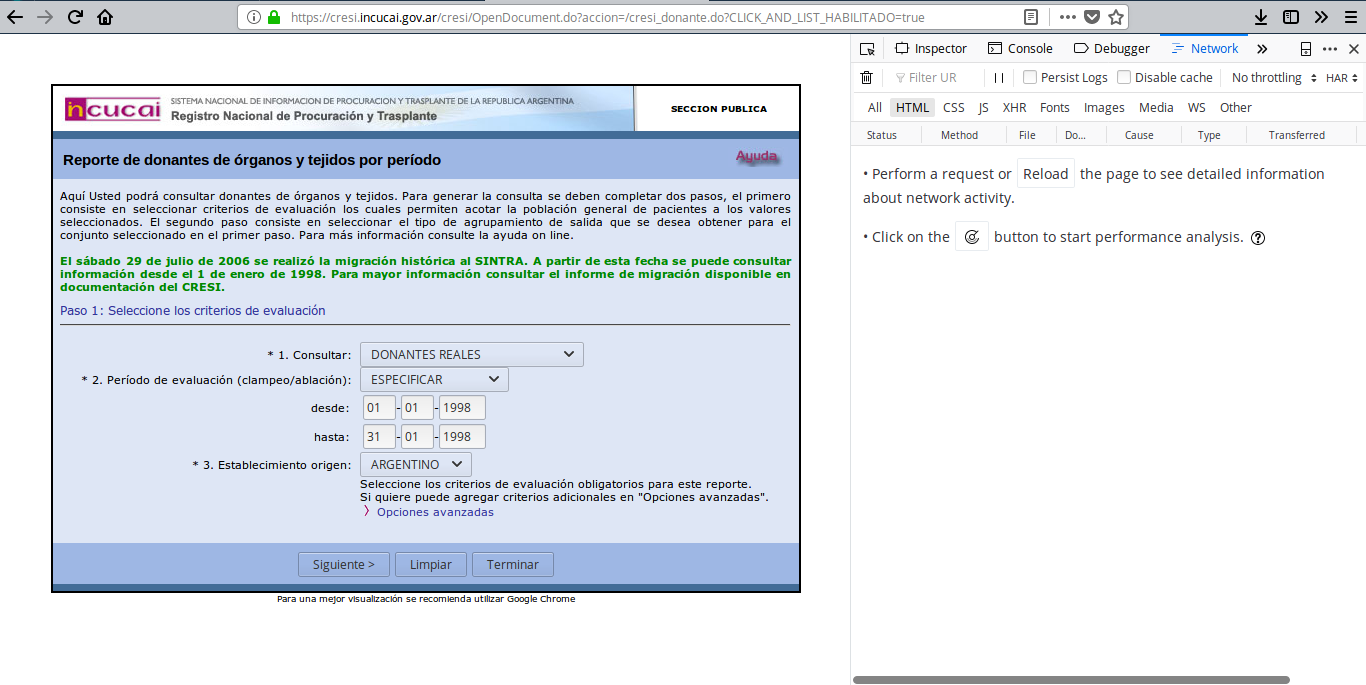 https://cresi.incucai.gov.ar/cresi/OpenDocument.do?accion=/cresi_donante.do?CLICK_AND_LIST_HABILITADO=true
Inspector Console Debugger Network
Filter UR Persist Logs Disable cache No throttling HAR
All HTML CSS JS XHR Fonts Images Media WS Other
Status Method File Do... Cause Type Transferred
• Perform a request or Reload the page to see detailed information
about network activity.
• Click on the button to start performance analysis.
incucai
SISTEMA NACIONAL DE INFORMACION DE PROCURACION Y TRASPLANTE DE LA REPUBLICA ARGENTINA
Registro Nacional de Procuración y Trasplante
SECCION PUBLICA
Reporte de donantes de órganos y tejidos por período
Ayuda
Aquí Usted podrá consultar donantes de órganos y tejidos. Para generar la consulta se deben completar dos pasos, el primero
consiste en seleccionar criterios de evaluación los cuales permiten acotar la población general de pacientes a los valores
seleccionados. El segundo paso consiste en seleccionar el tipo de agrupamiento de salida que se desea obtener para el
conjunto seleccionado en el primer paso. Para más información consulte la ayuda on line.
El sábado 29 de julio de 2006 se realizó la migración histórica al SINTRA. A partir de esta fecha se puede consultar
información desde el 1 de enero de 1998. Para mayor información consultar el informe de migración disponible en
documentación del CRESI.
Paso 1: Seleccione los criterios de evaluación
* 1. Consultar: DONANTES REALES
* 2. Período de evaluación (clampeo/ablación): ESPECIFICAR
desde: 01 - 01 - 1998
hasta: 31 - 01 - 1998
* 3. Establecimiento origen: ARGENTINO
Seleccione los criterios de evaluación obligatorios para este reporte.
Si quiere puede agregar criterios adicionales en "Opciones avanzadas".
Opciones avanzadas
Siguiente > Limpiar Terminar
Para una mejor visualización se recomienda utilizar Google Chrome